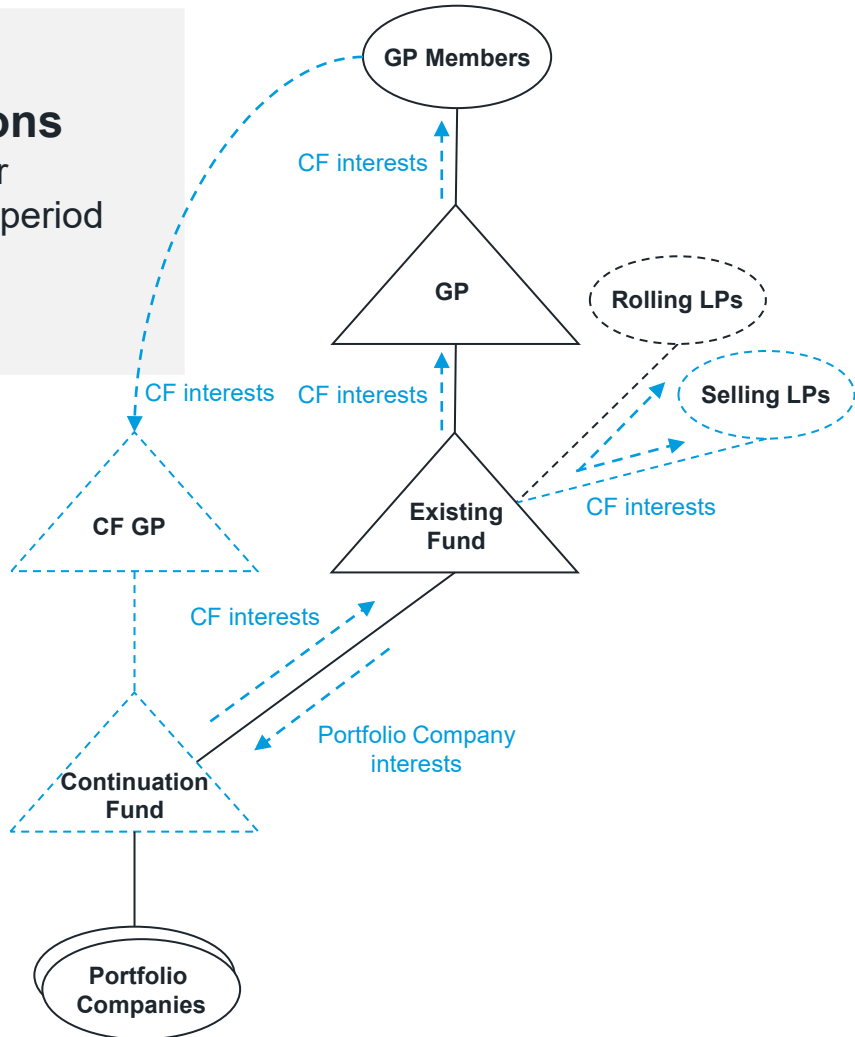 ons
r
period
GP Members
CF interests
GP
Rolling LPs
CF interests
CF interests
Selling LPs
CF GP
Existing
Fund
CF interests
CF interests
Portfolio Company
interests
Continuation
Fund
Portfolio
Companies